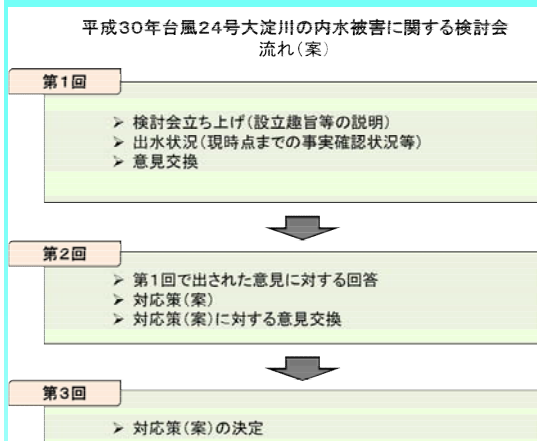 平成30年台風24号大淀川の内水被害に関する検討会
流れ(案)
第1回
➢ 検討会立ち上げ(設立趣旨等の説明)
➢ 出水状況(現時点までの事実確認状況等)
➢ 意見交換
第2回
➢ 第1回で出された意見に対する回答
➢ 対応策(案)
➢ 対応策(案)に対する意見交換
第3回
➢ 対応策(案)の決定